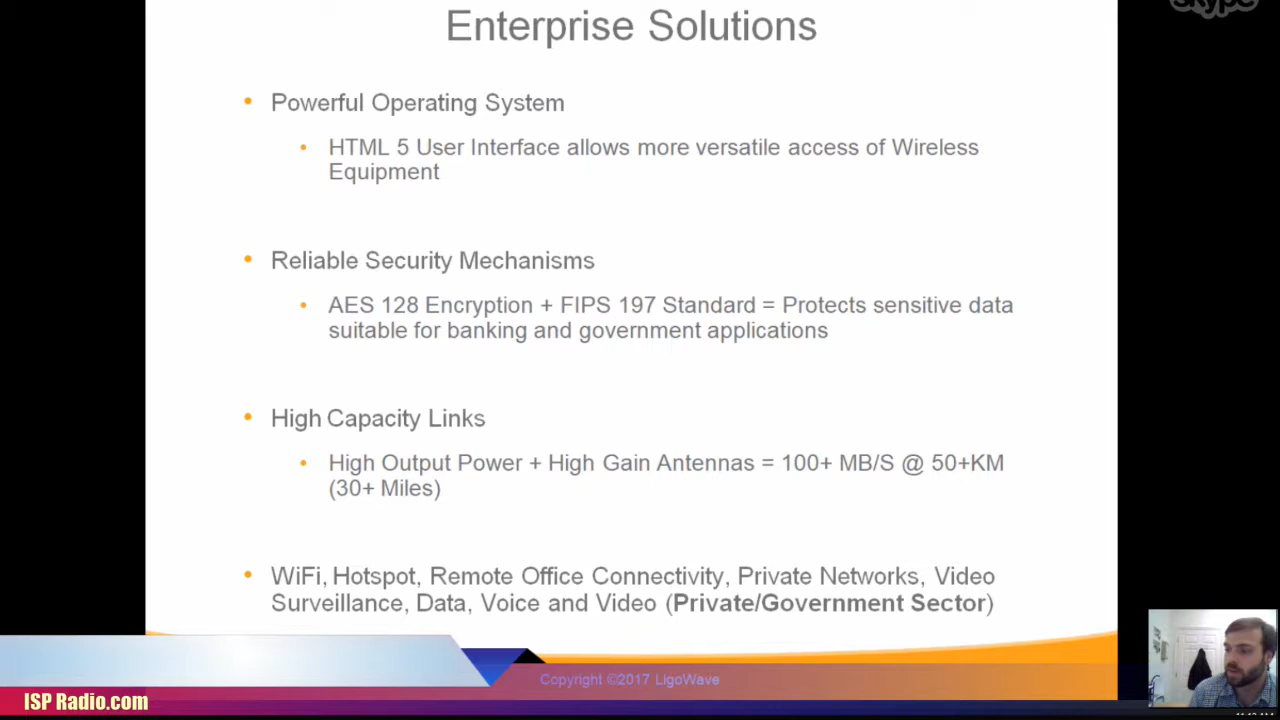 skype
Enterprise Solutions
• Powerful Operating System
• HTML 5 User Interface allows more versatile access of Wireless
Equipment
• Reliable Security Mechanisms
• AES 128 Encryption + FIPS 197 Standard = Protects sensitive data
suitable for banking and government applications
• High Capacity Links
• High Output Power + High Gain Antennas = 100+ MB/S @ 50+KM
(30+ Miles)
• WiFi, Hotspot, Remote Office Connectivity, Private Networks, Video
Surveillance, Data, Voice and Video (Private/Government Sector)
Copyright ©2017 LigoWave
ISP Radio.com